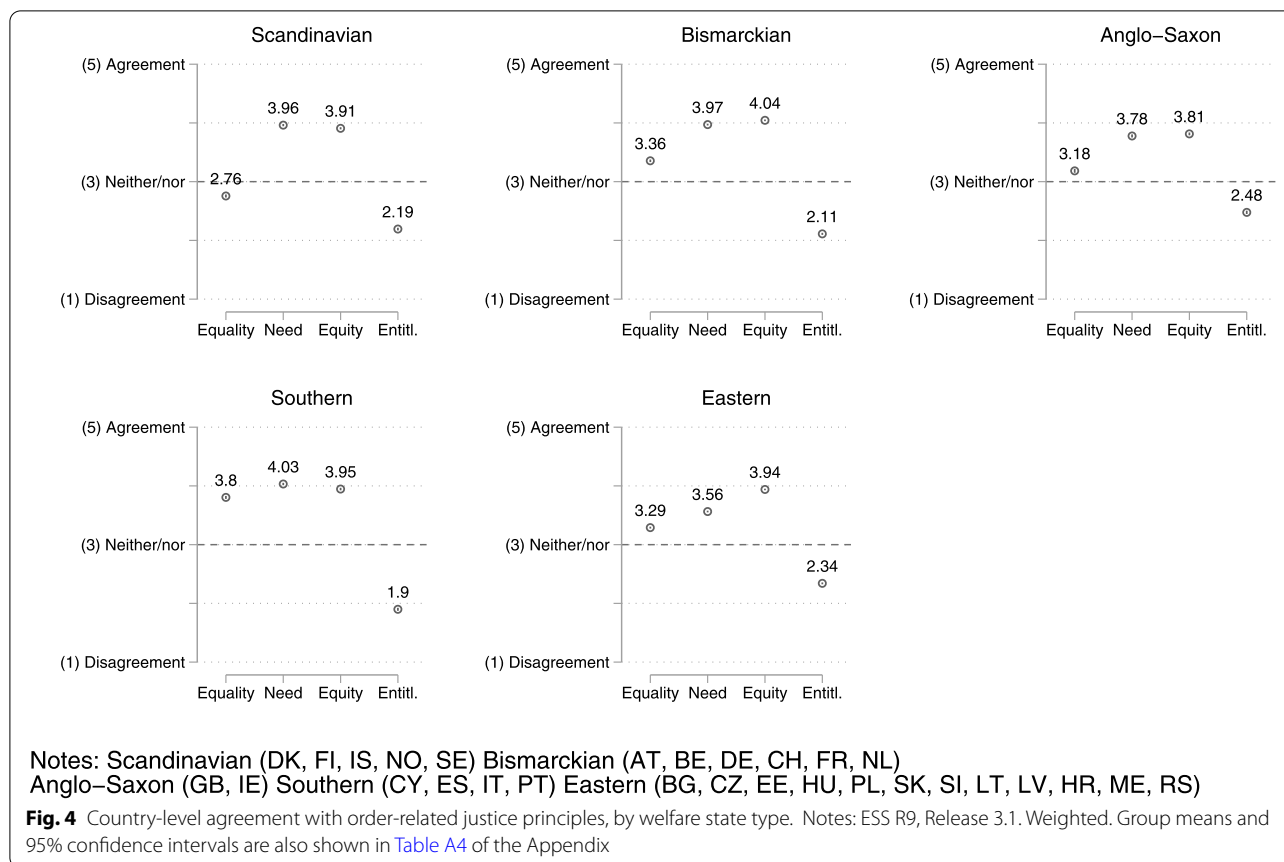 Scandinavian
(5) Agreement
3.96
3.91
(3) Neither/nor
2.76
2.19
(1) Disagreement
Equality Need Equity Entitl.
Bismarckian
(5) Agreement
3.97
4.04
3.36
(3) Neither/nor
2.11
(1) Disagreement
Equality Need Equity Entitl.
Anglo−Saxon
(5) Agreement
3.78
3.81
3.18
(3) Neither/nor
2.48
(1) Disagreement
Equality Need Equity Entitl.
Southern
(5) Agreement
3.8
4.03
3.95
(3) Neither/nor
1.9
(1) Disagreement
Equality Need Equity Entitl.
Eastern
(5) Agreement
3.94
3.56
3.29
(3) Neither/nor
2.34
(1) Disagreement
Equality Need Equity Entitl.
Notes: Scandinavian (DK, FI, IS, NO, SE) Bismarckian (AT, BE, DE, CH, FR, NL)
Anglo−Saxon (GB, IE) Southern (CY, ES, IT, PT) Eastern (BG, CZ, EE, HU, PL, SK, SI, LT, LV, HR, ME, RS)
Fig. 4 Country-level agreement with order-related justice principles, by welfare state type. Notes: ESS R9, Release 3.1. Weighted. Group means and
95% confidence intervals are also shown in Table A4 of the Appendix